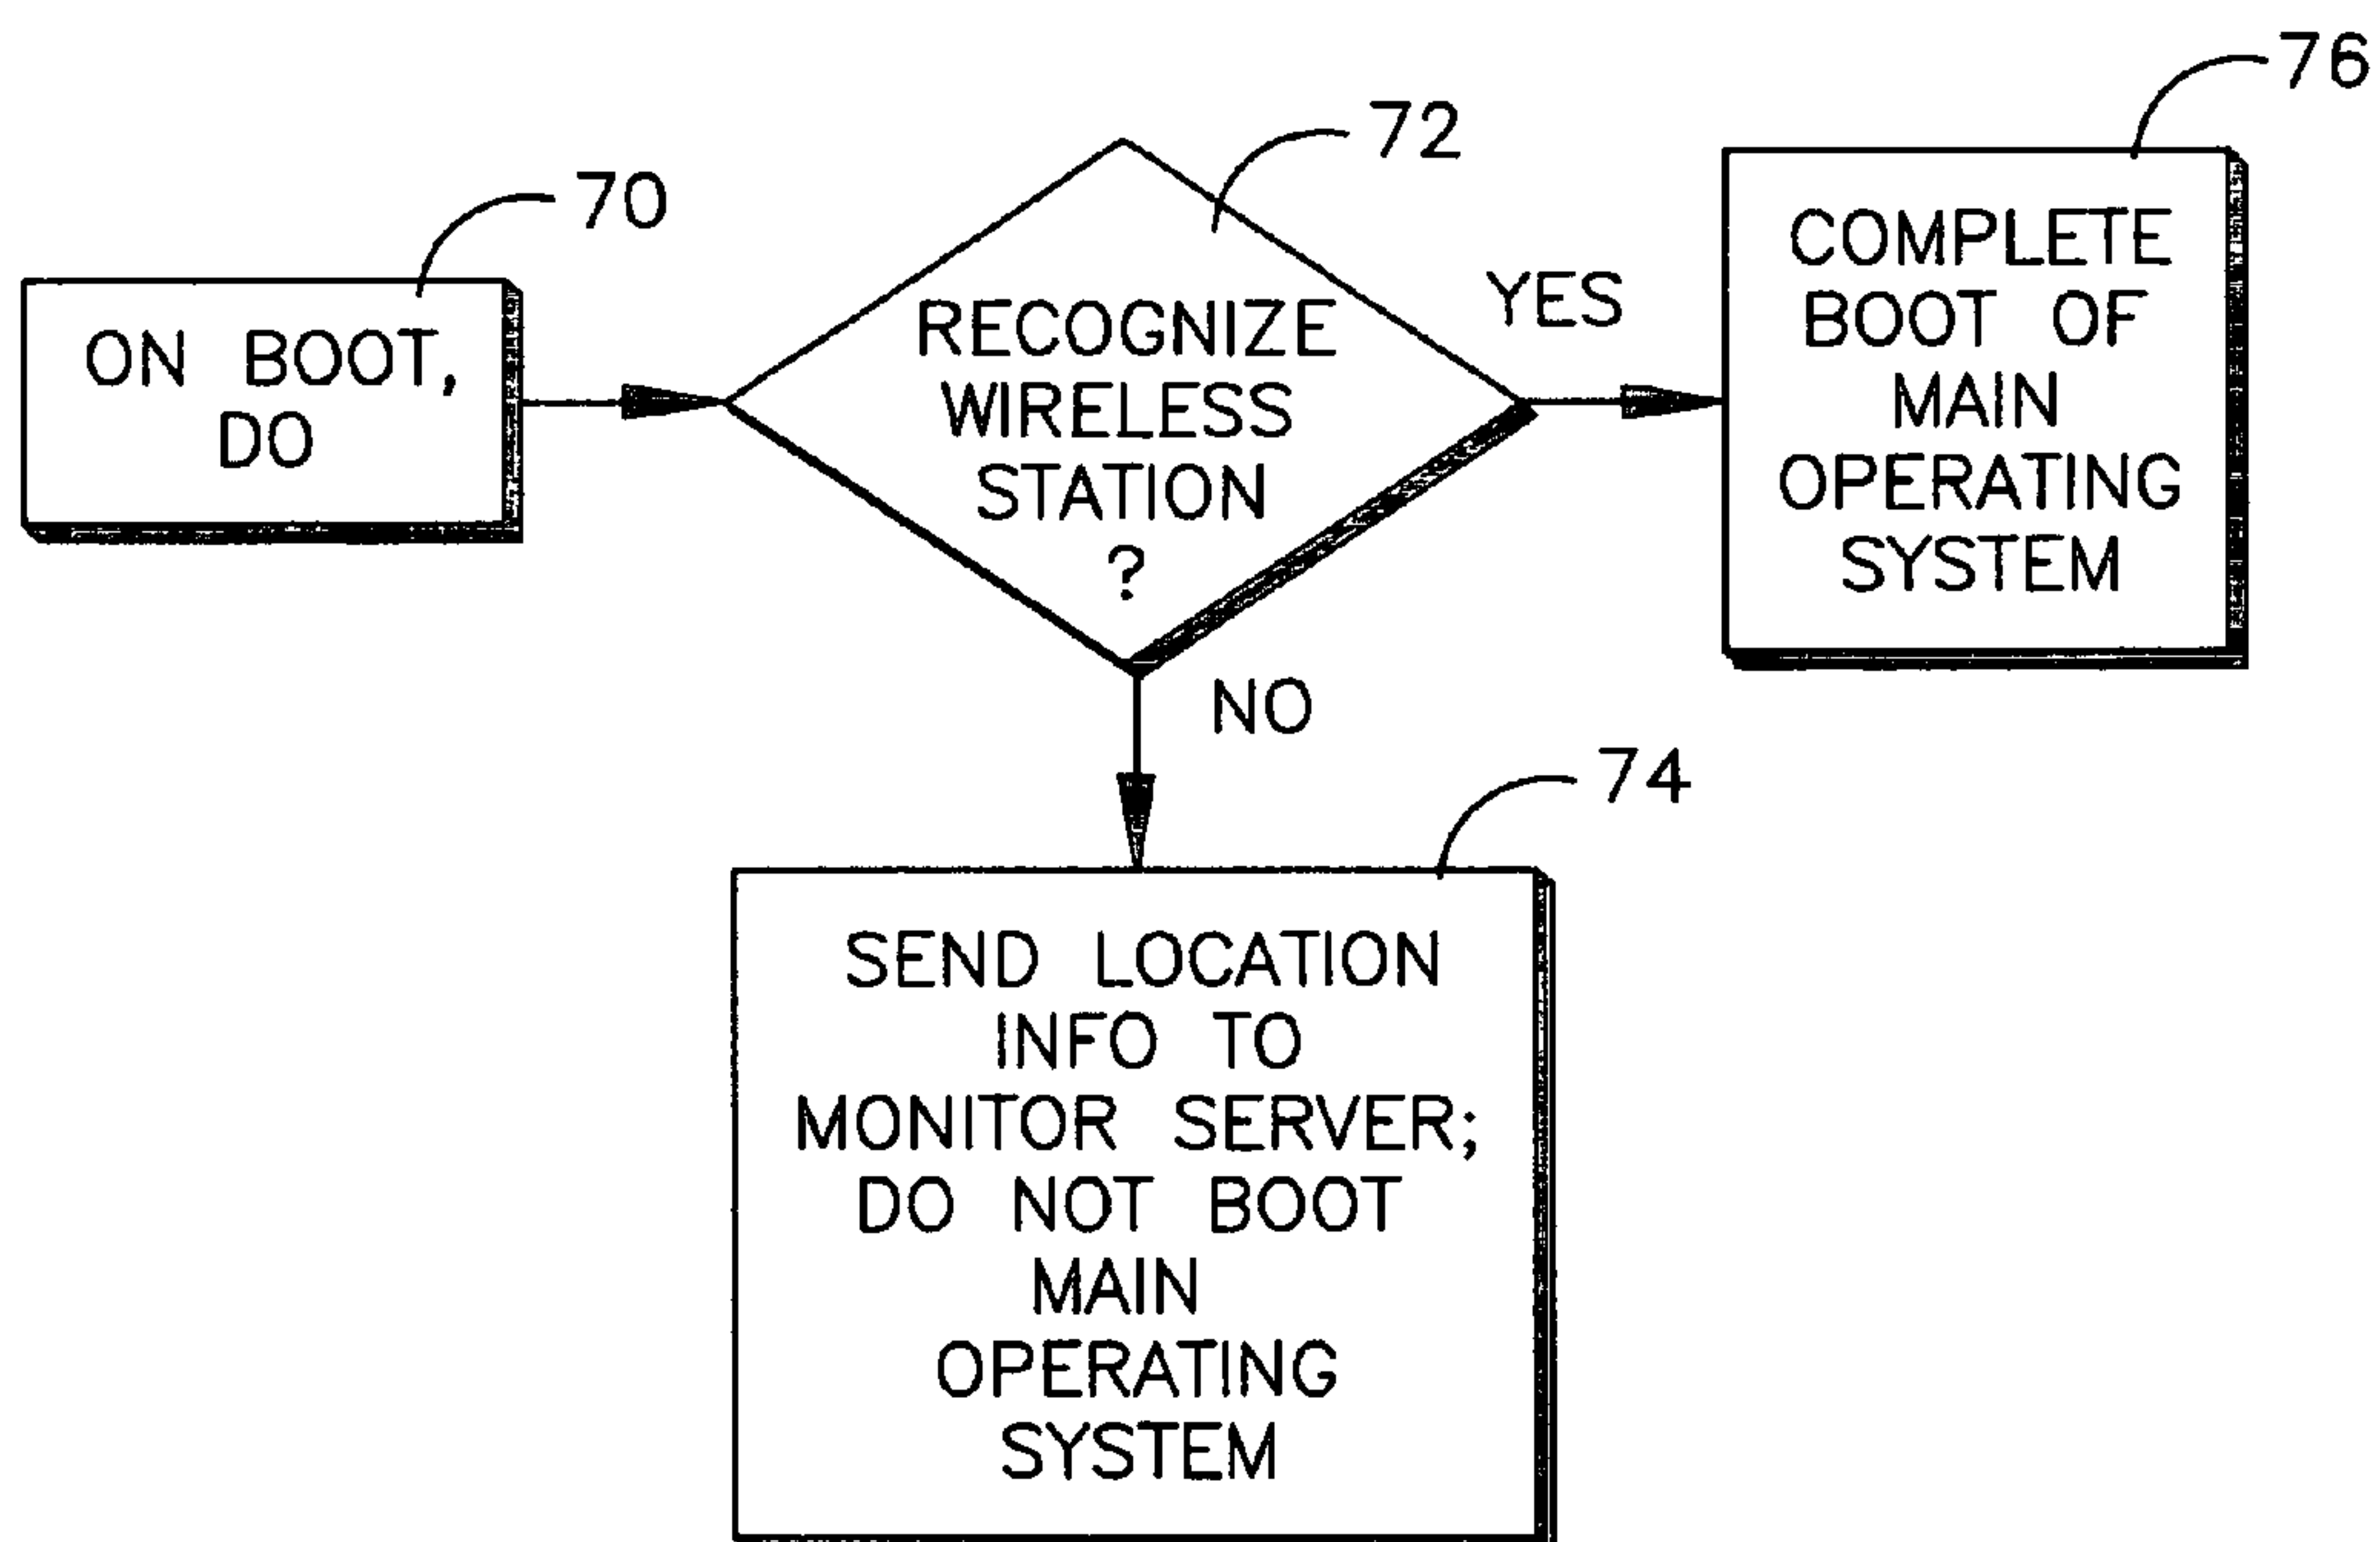 70
ON BOOT,
DO
72
RECOGNIZE
WIRELESS
STATION
?
YES
NO
76
COMPLETE
BOOT OF
MAIN
OPERATING
SYSTEM
74
SEND LOCATION
INFO TO
MONITOR SERVER;
DO NOT BOOT
MAIN
OPERATING
SYSTEM